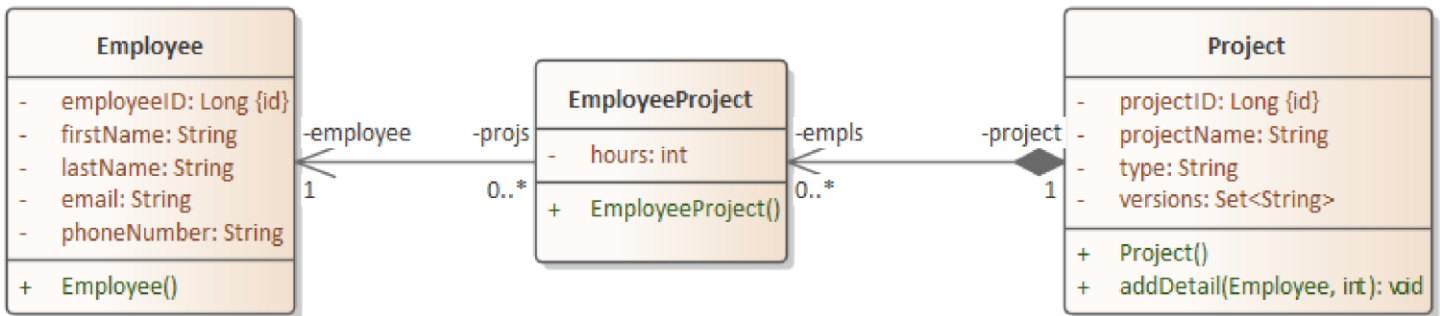 Employee
- employeeID: Long {id}
- firstName: String
- lastName: String
- email: String
- phoneNumber: String
+ Employee()
-employee
1
-projs
0..*
EmployeeProject
- hours: int
+ EmployeeProject()
-empls
0..*
-project
1
Project
- projectID: Long {id}
- projectName: String
- type: String
- versions: Set<String>
+ Project()
+ addDetail(Employee, int): void